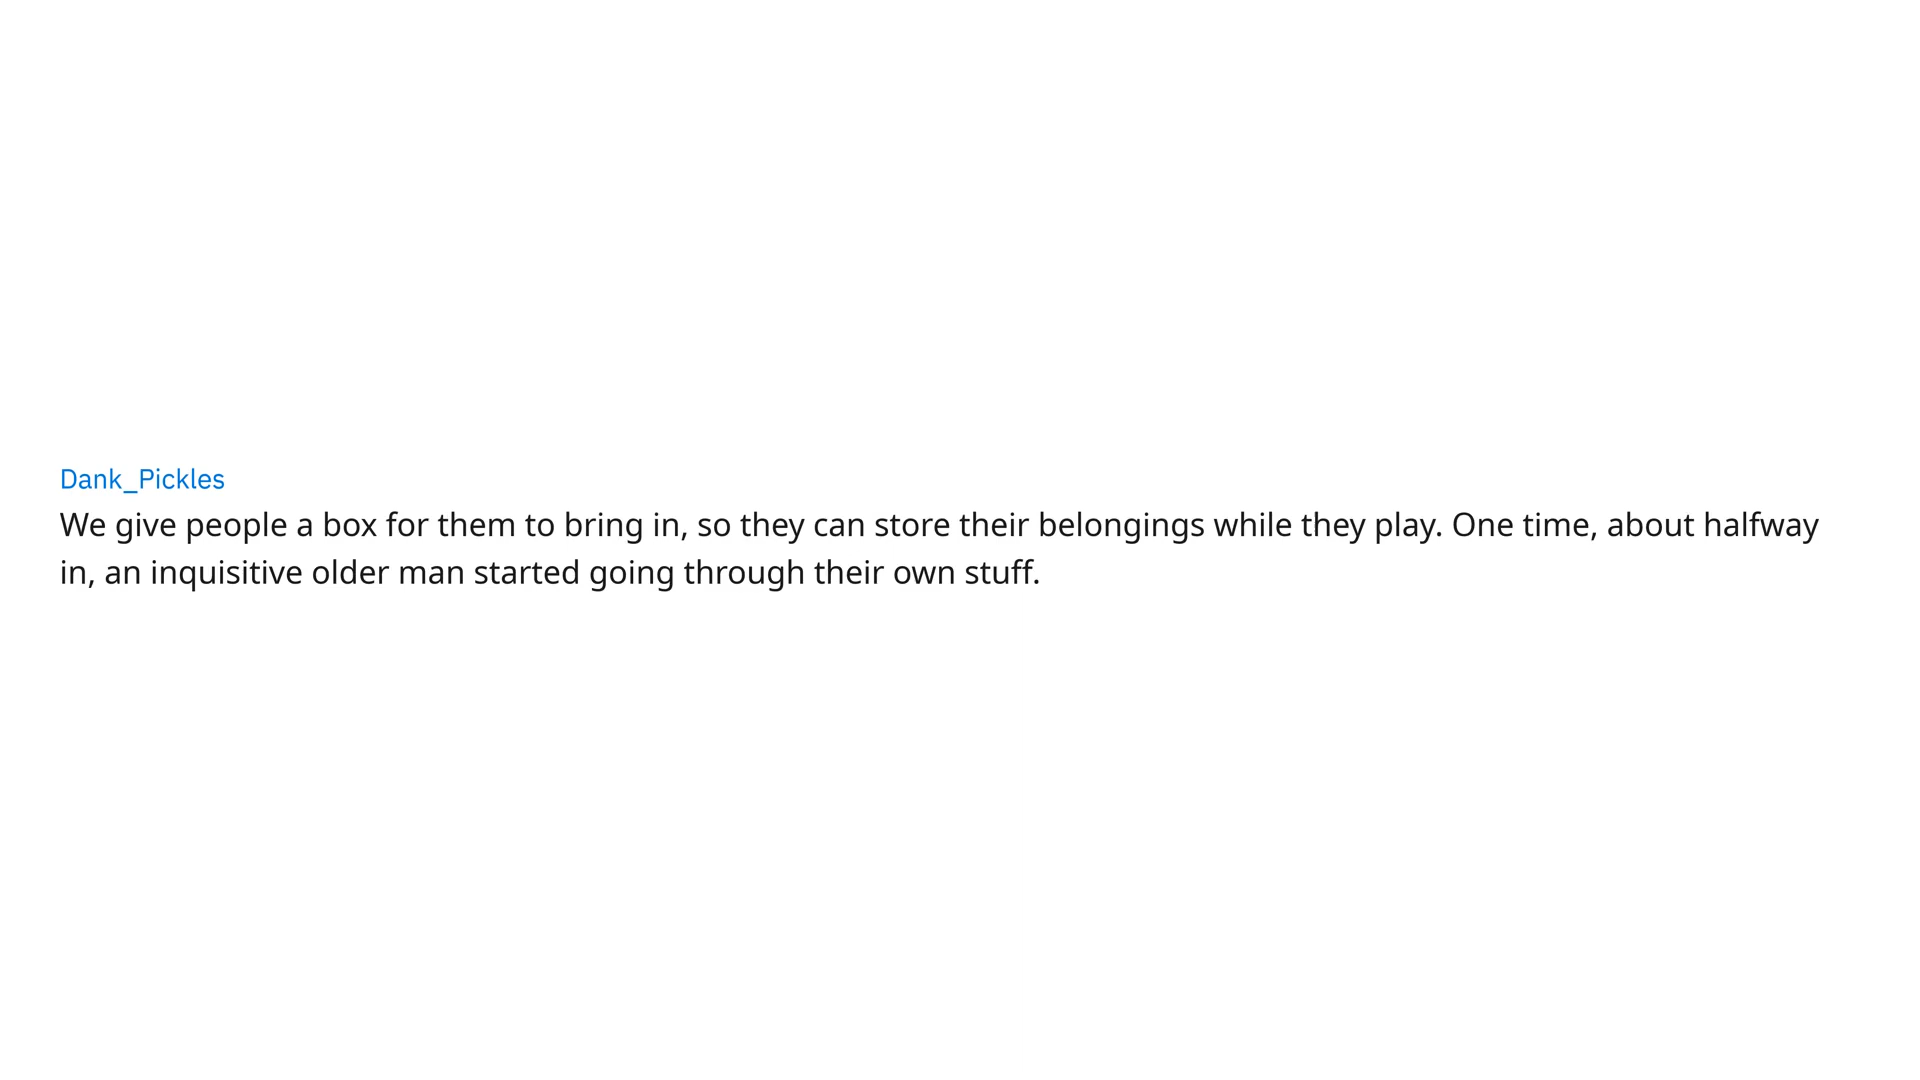 Dank_Pickles
We give people a box for them to bring in, so they can store their belongings while they play. One time, about halfway
in, an inquisitive older man started going through their own stuff.